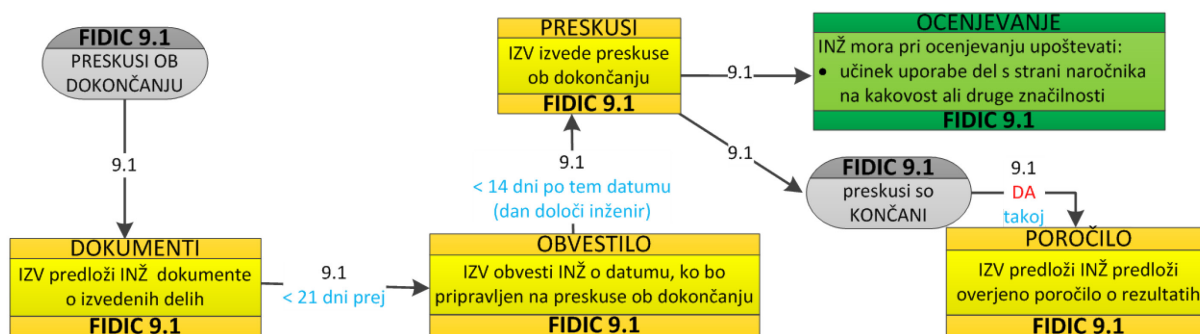 FIDIC 9.1
PRESKUSI OB
DOKONČANJU
9.1
DOKUMENTI
IZV predloži INŽ dokumente
o izvedenih delih
FIDIC 9.1
9.1
< 21 dni prej
OBVESTILO
IZV obvesti INŽ o datumu, ko bo
pripravljen na preskuse ob dokončanju
FIDIC 9.1
9.1
< 14 dni po tem datumu
(dan določi inženir)
PRESKUSI
IZV izvede preskuse
ob dokončanju
FIDIC 9.1
9.1
OCENJEVANJE
INŽ mora pri ocenjevanju upoštevati:
• učinek uporabe del s strani naročnika
na kakovost ali druge značilnosti
FIDIC 9.1
9.1
FIDIC 9.1
preskusi so
KONČANI
9.1
DA
takoj
POROČILO
IZV predloži INŽ predloži
overjeno poročilo o rezultatih
FIDIC 9.1